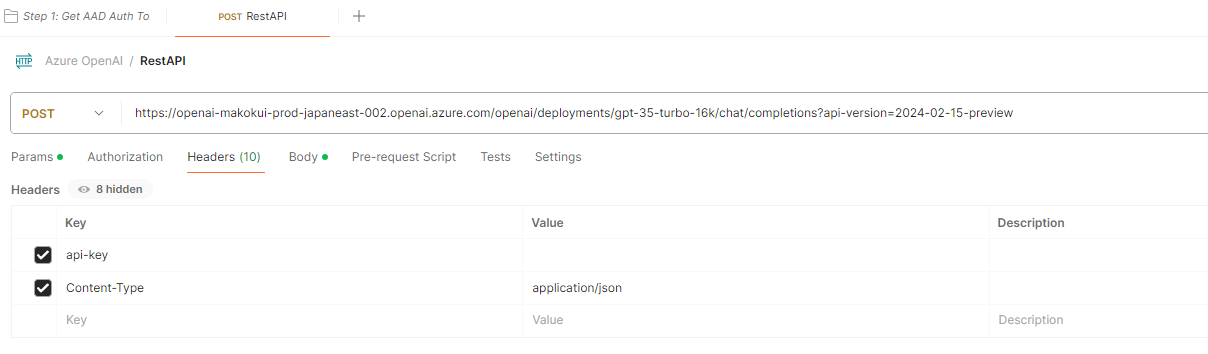 Step 1: Get AAD Auth To
POST RestAPI
HTTP Azure OpenAI / RestAPI
POST https://openai-makokui-prod-japaneast-002.openai.azure.com/openai/deployments/gpt-35-turbo-16k/chat/completions?api-version=2024-02-15-preview
Params Authorization Headers (10) Body Pre-request Script Tests Settings
Headers 8 hidden
Key Value Description
api-key
Content-Type application/json
Key Value Description